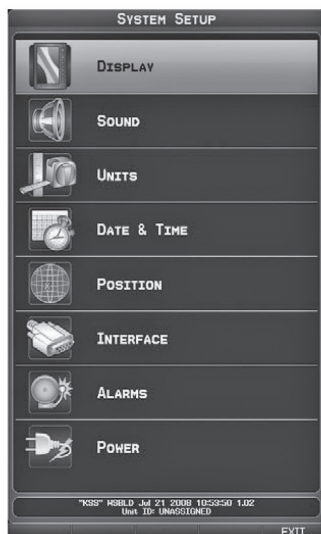 SYSTEM SETUP
DISPLAY
SOUND
UNITS
DATE & TIME
POSITION
INTERFACE
ALARMS
POWER
"KSS" HSBLD Jul 21 2008 10:53:50 1.02
Unit ID: UNASSIGNED
EXIT